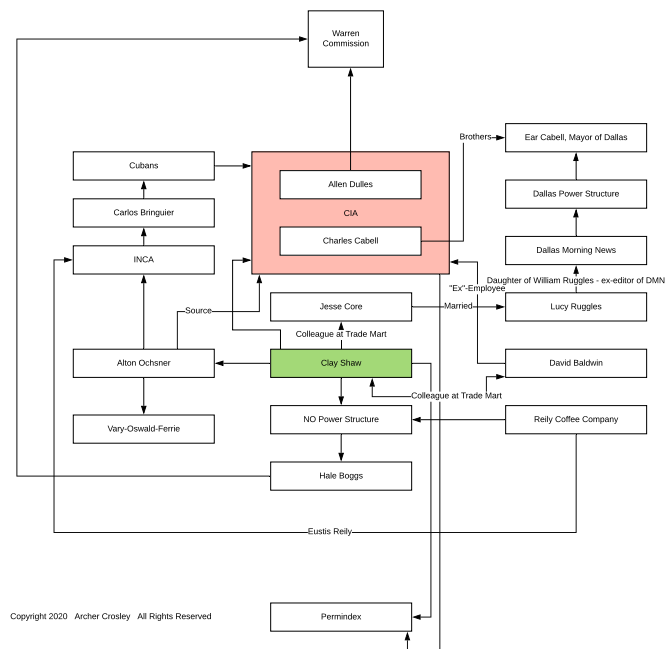 Warren
Commission
Brothers
Ear Cabell, Mayor of Dallas
Cubans
Allen Dulles
Dallas Power Structure
Carlos Bringuier
CIA
Charles Cabell
Dallas Morning News
INCA
Daughter of William Ruggles - ex-editor of DMN
"Ex"-Employee
Jesse Core
Married
Lucy Ruggles
Source
Colleague at Trade Mart
Alton Ochsner
Clay Shaw
David Baldwin
Colleague at Trade Mart
NO Power Structure
Reily Coffee Company
Vary-Oswald-Ferrie
Hale Boggs
Eustis Reily
Copyright 2020 Archer Crosley All Rights Reserved
Permindex